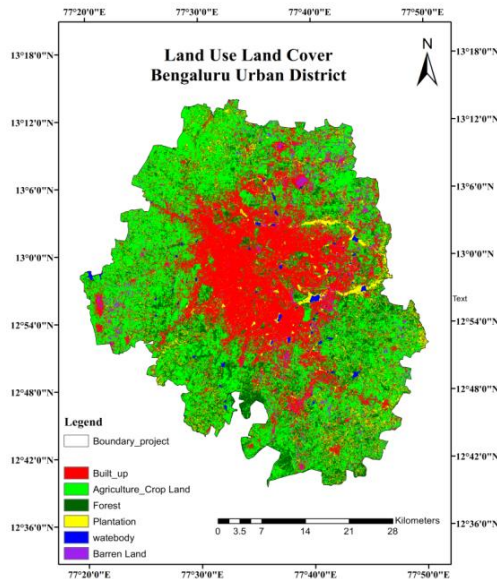 77°20'0"E 77°30'0"E 77°40'0"E 77°50'0"E
Land Use Land Cover
Bengaluru Urban District
N
13°18'0"N 13°18'0"N
13°12'0"N 13°12'0"N
13°6'0"N 13°6'0"N
13°0'0"N 13°0'0"N
Text
12°54'0"N 12°54'0"N
12°48'0"N 12°48'0"N
12°42'0"N 12°42'0"N
12°36'0"N 12°36'0"N
Legend
Boundary_project
Built_up
Agriculture_Crop Land
Forest
Plantation
watebody
Barren Land
Kilometers
0 3.5 7 14 21 28
77°20'0"E 77°30'0"E 77°40'0"E 77°50'0"E